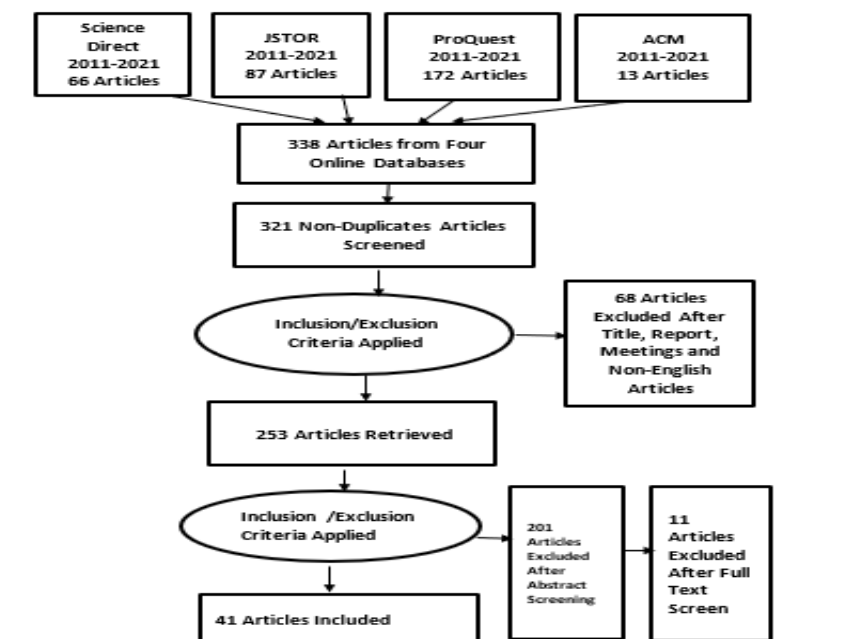 Science
Direct
2011-2021
66 Articles
JSTOR
2011-2021
87 Articles
ProQuest
2011-2021
172 Articles
ACM
2011-2021
13 Articles
338 Articles from Four
Online Databases
321 Non-Duplicates Articles
Screened
Inclusion/Exclusion
Criteria Applied
68 Articles
Excluded After
Title, Report,
Meetings and
Non-English
Articles
253 Articles Retrieved
Inclusion /Exclusion
Criteria Applied
201
Articles
Excluded
After
Abstract
Screening
11
Articles
Excluded
After Full
Text
Screen
41 Articles Included